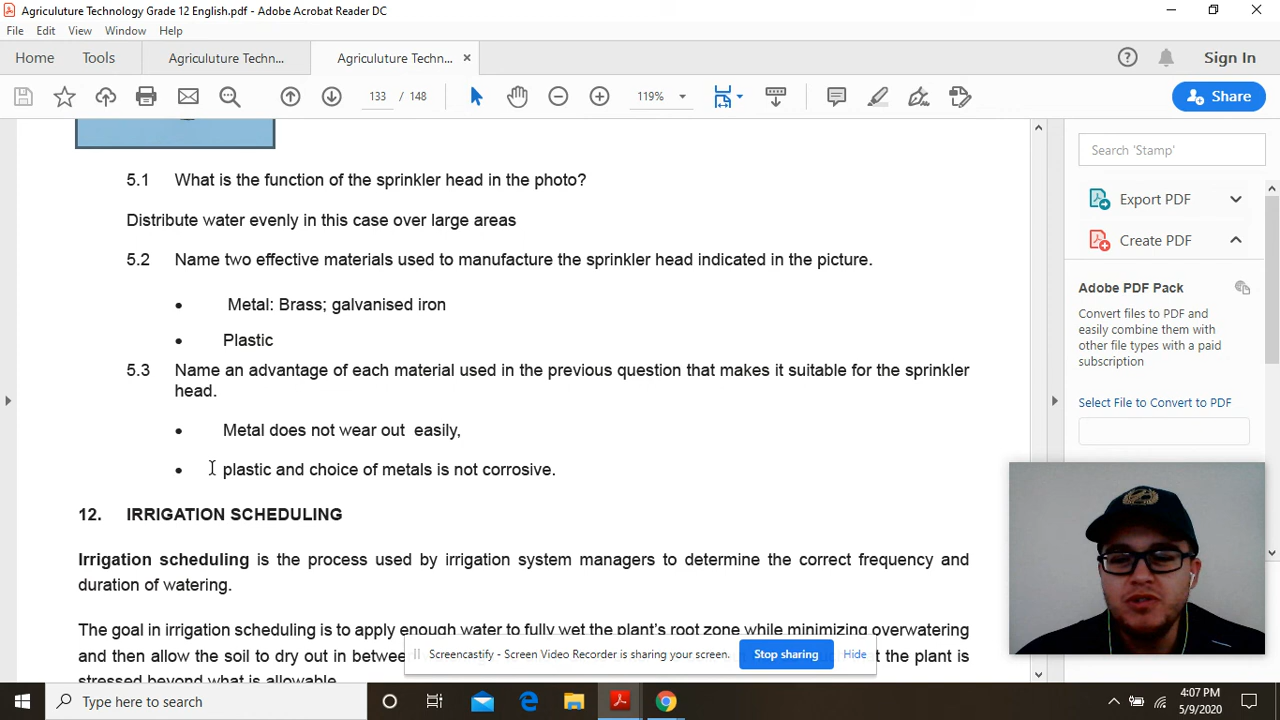 Agriculuture Technology Grade 12 English.pdf - Adobe Acrobat Reader DC
File Edit View Window Help
Home Tools Agriculuture Techn... Agriculuture Techn... ×
Sign In
133 / 148 119%
Share
5.1 What is the function of the sprinkler head in the photo?
Distribute water evenly in this case over large areas
5.2 Name two effective materials used to manufacture the sprinkler head indicated in the picture.
• Metal: Brass; galvanised iron
• Plastic
5.3 Name an advantage of each material used in the previous question that makes it suitable for the sprinkler
head.
• Metal does not wear out easily,
• plastic and choice of metals is not corrosive.
12. IRRIGATION SCHEDULING
Irrigation scheduling is the process used by irrigation system managers to determine the correct frequency and
duration of watering.
The goal in irrigation scheduling is to apply enough water to fully wet the plant's root zone while minimizing overwatering
and then allow the soil to dry out in betwee t the plant is
stressed beyond what is allowable.
Search 'Stamp'
Export PDF
Create PDF
Adobe PDF Pack
Convert files to PDF and
easily combine them with
other file types with a paid
subscription
Select File to Convert to PDF
Screencastify - Screen Video Recorder is sharing your screen. Stop sharing Hide
Type here to search
4:07 PM
5/9/2020